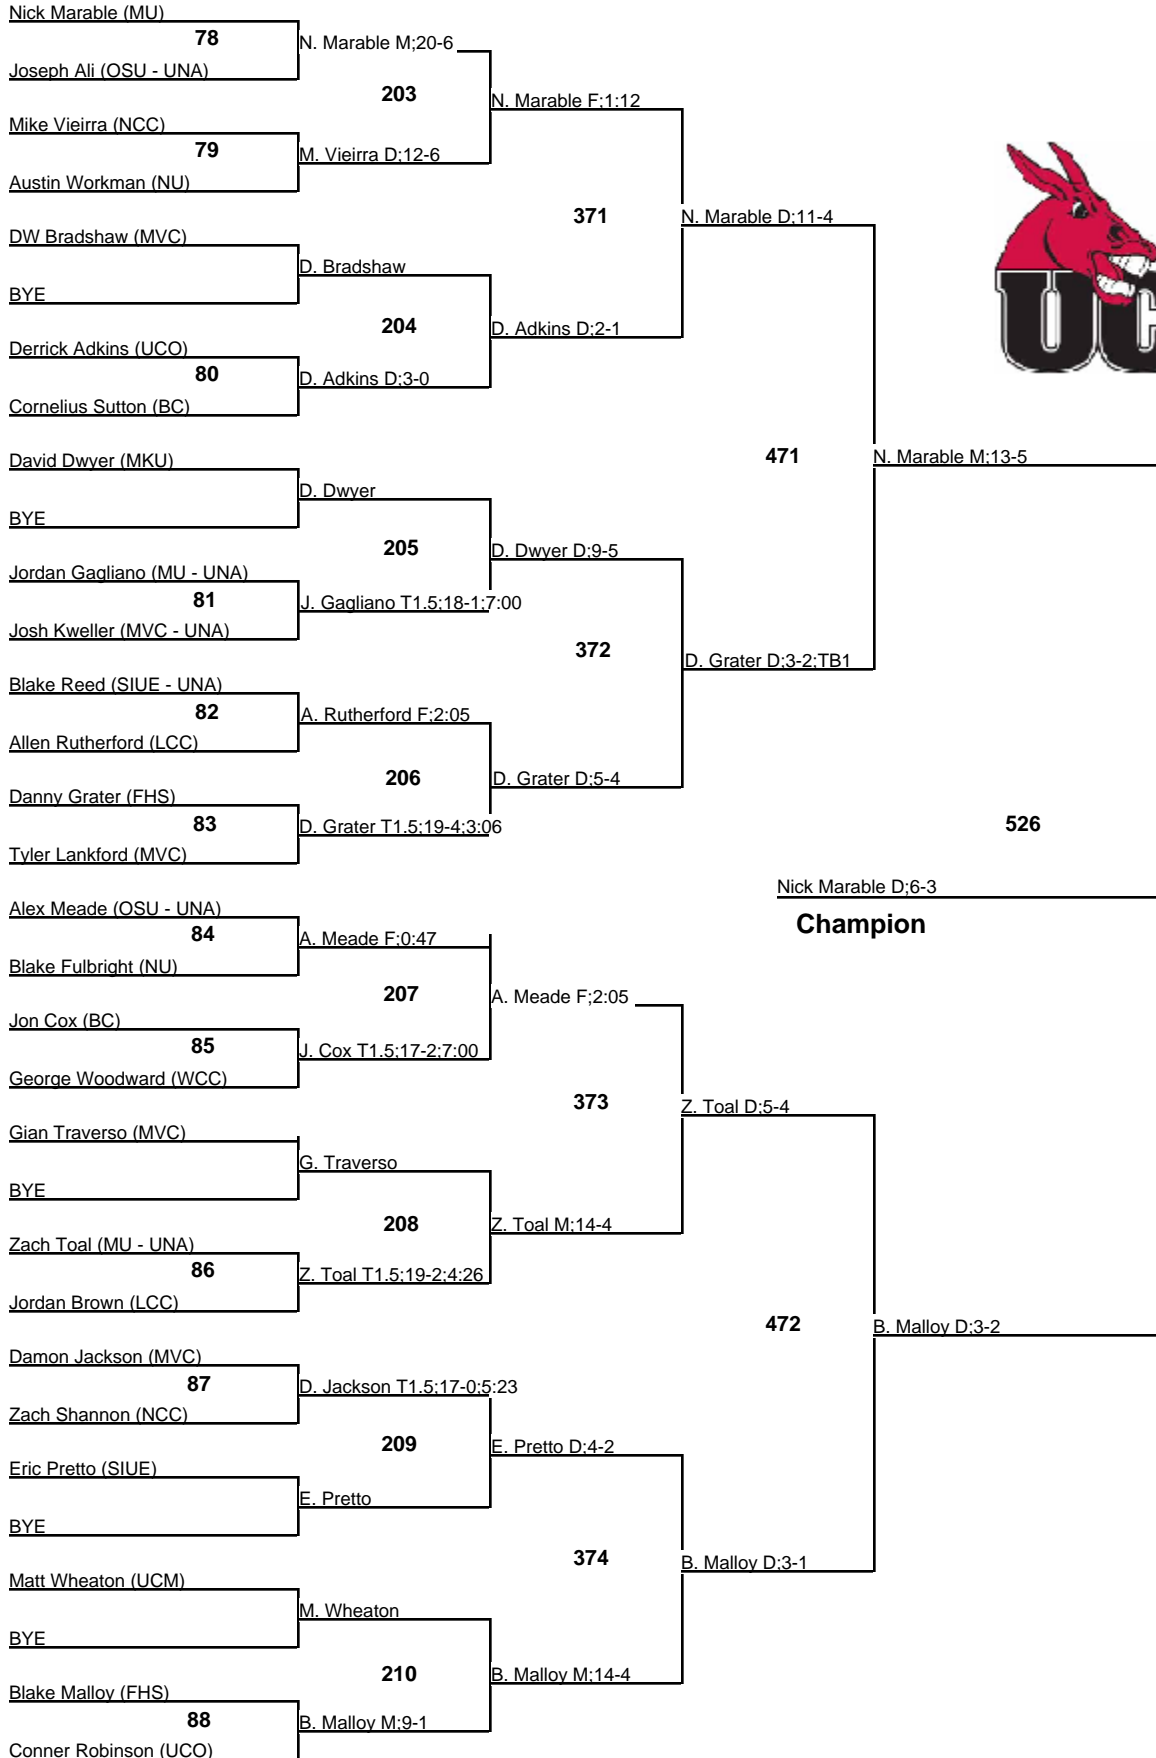 Nick Marable (MU)
78
N. Marable M;20-6
Joseph Ali (OSU - UNA)
203
N. Marable F;1:12
Mike Vieirra (NCC)
79
M. Vieirra D;12-6
Austin Workman (NU)
371
N. Marable D;11-4
DW Bradshaw (MVC)
D. Bradshaw
BYE
204
D. Adkins D;2-1
Derrick Adkins (UCO)
80
D. Adkins D;3-0
Cornelius Sutton (BC)
471
N. Marable M;13-5
David Dwyer (MKU)
D. Dwyer
BYE
205
D. Dwyer D;9-5
Jordan Gagliano (MU - UNA)
81
J. Gagliano T1.5;18-1;7:00
Josh Kweller (MVC - UNA)
372
D. Grater D;3-2;TB1
Blake Reed (SIUE - UNA)
82
A. Rutherford F;2:05
Allen Rutherford (LCC)
206
D. Grater D;5-4
Danny Grater (FHS)
83
D. Grater T1.5;19-4;3:06
Tyler Lankford (MVC)
526
Nick Marable D;6-3
Champion
Alex Meade (OSU - UNA)
84
A. Meade F;0:47
Blake Fulbright (NU)
207
A. Meade F;2:05
Jon Cox (BC)
85
J. Cox T1.5;17-2;7:00
George Woodward (WCC)
373
Z. Toal D;5-4
Gian Traverso (MVC)
G. Traverso
BYE
208
Z. Toal M;14-4
Zach Toal (MU - UNA)
86
Z. Toal T1.5;19-2;4:26
Jordan Brown (LCC)
472
B. Malloy D;3-2
Damon Jackson (MVC)
87
D. Jackson T1.5;17-0;5:23
Zach Shannon (NCC)
209
E. Pretto D;4-2
Eric Pretto (SIUE)
E. Pretto
BYE
374
B. Malloy D;3-1
Matt Wheaton (UCM)
M. Wheaton
BYE
210
B. Malloy M;14-4
Blake Malloy (FHS)
88
B. Malloy M;9-1
Conner Robinson (UCO)
UC